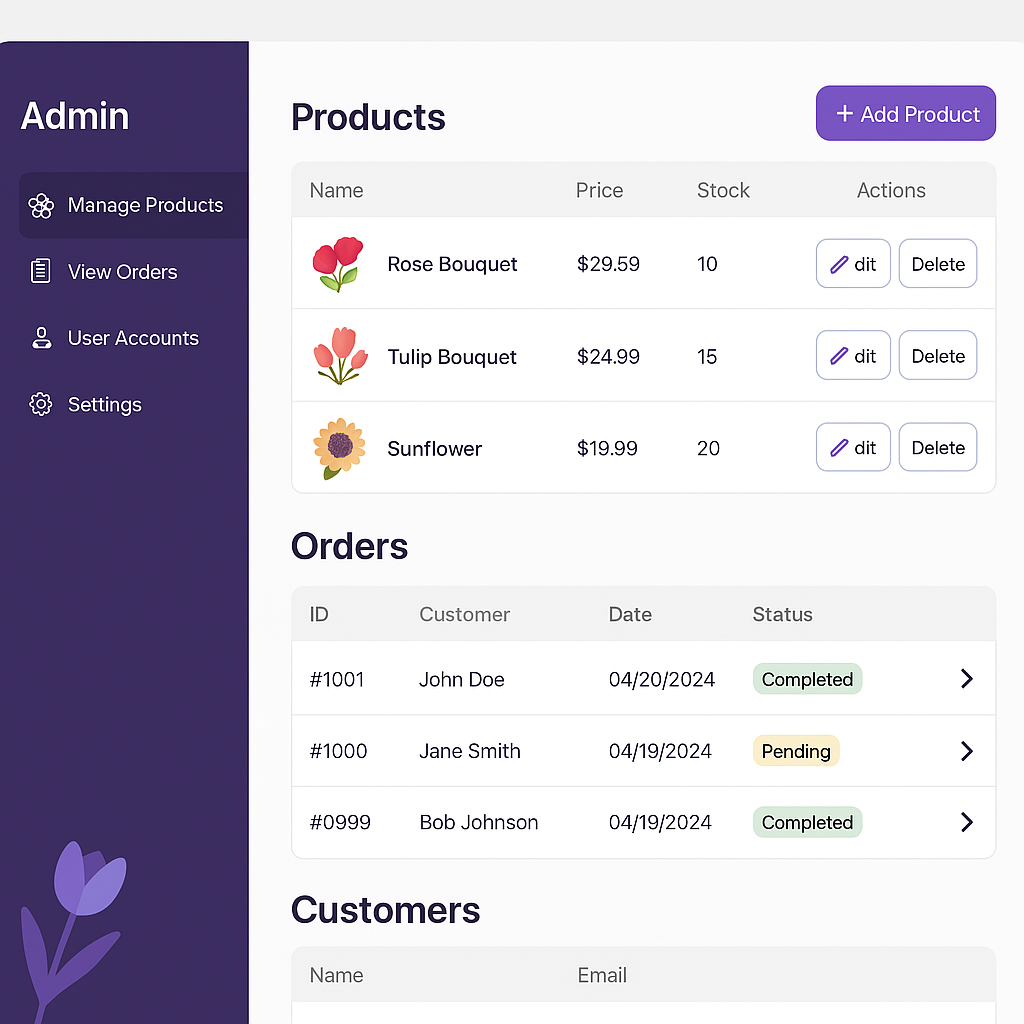 Admin
Manage Products
View Orders
User Accounts
Settings
Products
+ Add Product
Name Price Stock Actions
Rose Bouquet $29.59 10 dit Delete
Tulip Bouquet $24.99 15 dit Delete
Sunflower $19.99 20 dit Delete
Orders
ID Customer Date Status
#1001 John Doe 04/20/2024 Completed
#1000 Jane Smith 04/19/2024 Pending
#0999 Bob Johnson 04/19/2024 Completed
Customers
Name Email